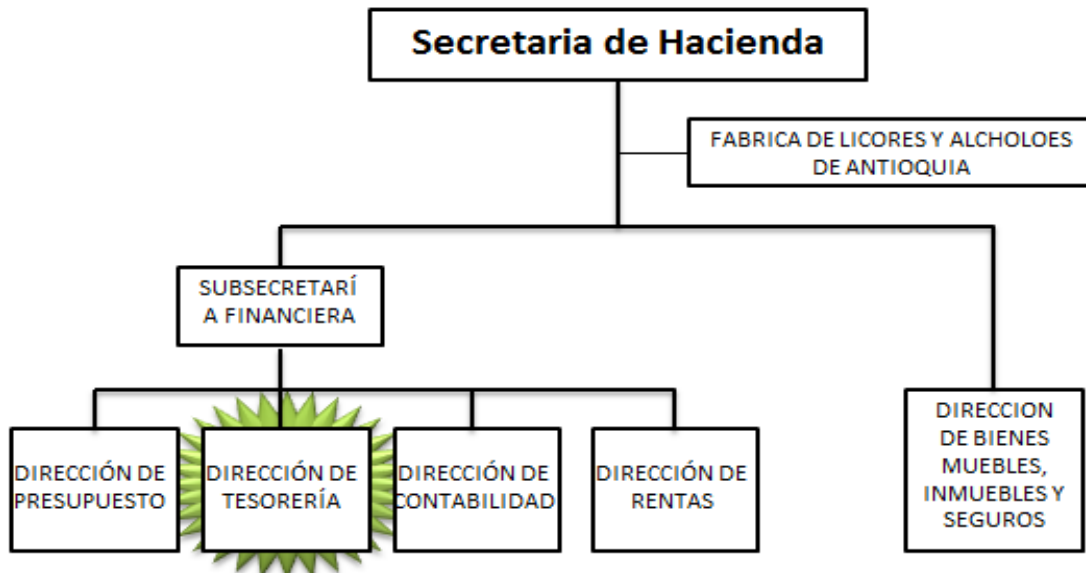 Secretaria de Hacienda
FABRICA DE LICORES Y ALCHOLOES
DE ANTIOQUIA
SUBSECRETARÍ
A FINANCIERA
DIRECCIÓN DE
PRESUPUESTO
DIRECCIÓN DE
TESORERÍA
DIRECCIÓN DE
CONTABILIDAD
DIRECCIÓN DE
RENTAS
DIRECCION
DE BIENES
MUEBLES,
INMUEBLES Y
SEGUROS